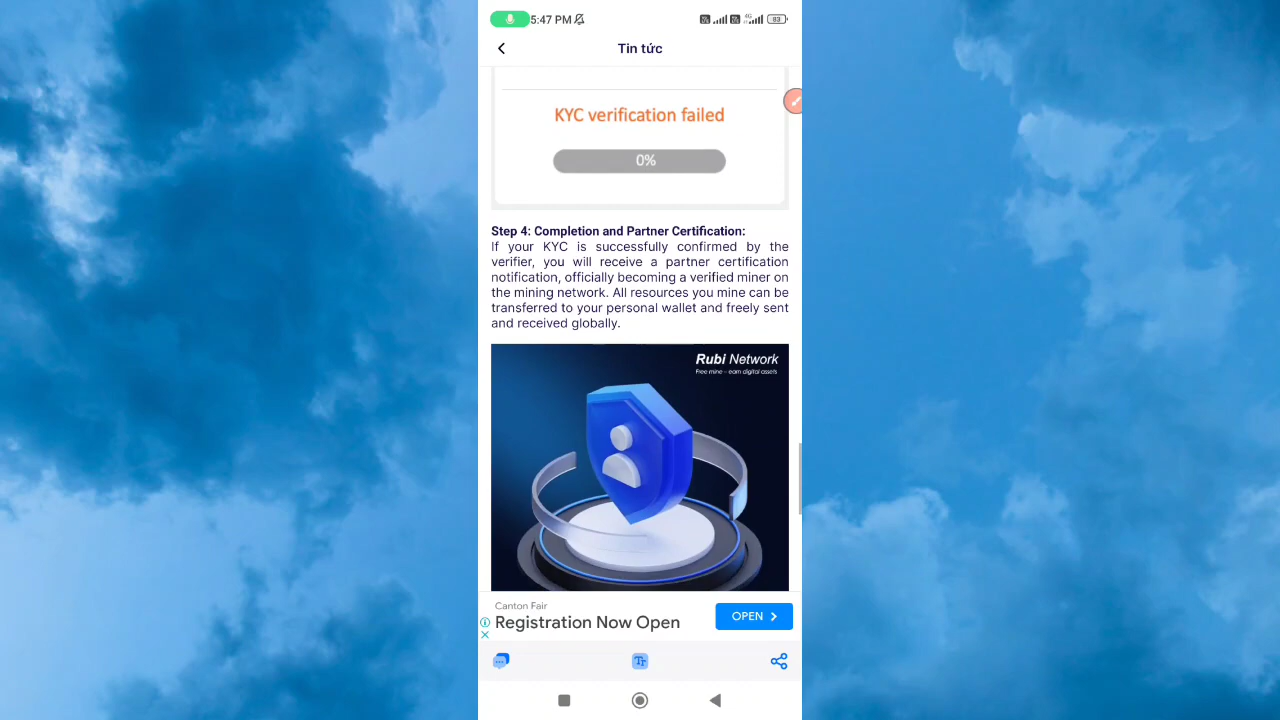 5:47 PM
4G
83
Tin tức
KYC verification failed
0%
Step 4: Completion and Partner Certification:
If your KYC is successfully confirmed by the
verifier, you will receive a partner certification
notification, officially becoming a verified miner on
the mining network. All resources you mine can be
transferred to your personal wallet and freely sent
and received globally.
Rubi Network
Free mine – earn digital assets
Canton Fair
Registration Now Open
OPEN
Tт